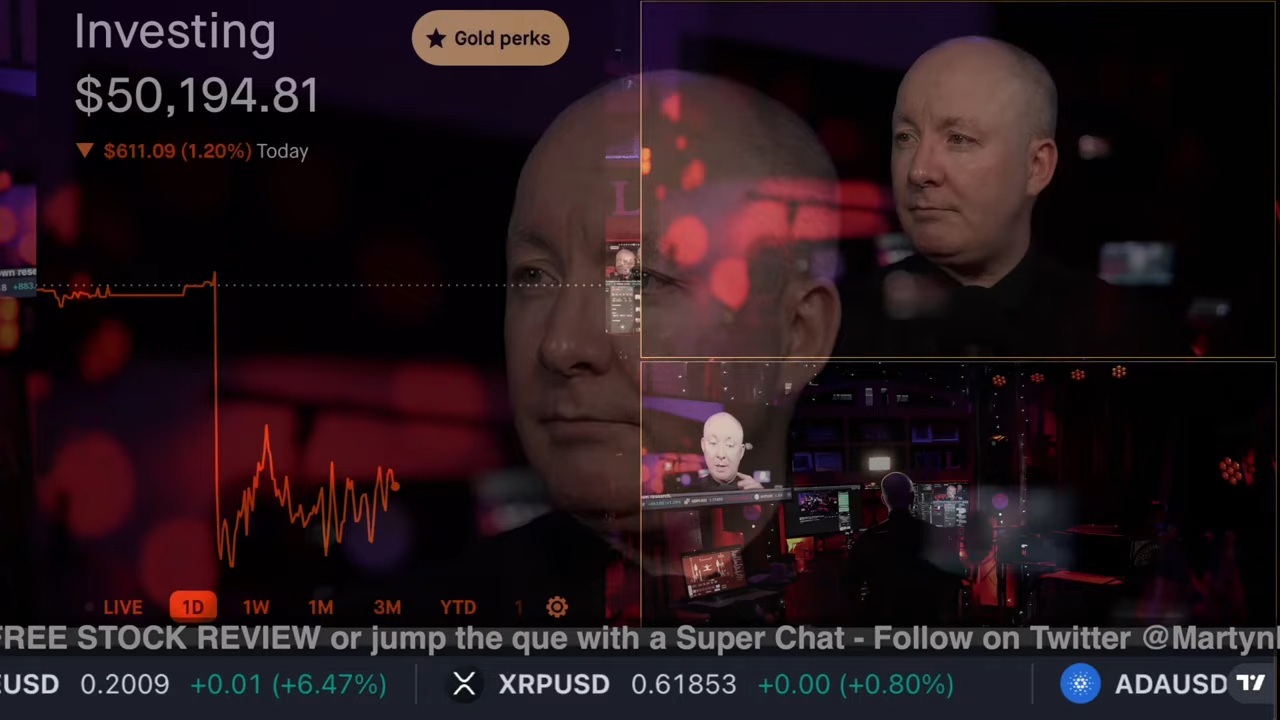 Investing
Gold perks
$50,194.81
$611.09 (1.20%) Today
LIVE 1D 1W 1M 3M YTD 1
FREE STOCK REVIEW or jump the que with a Super Chat - Follow on Twitter @Martyn
EUSD 0.2009 +0.01 (+6.47%) XRPUSD 0.61853 +0.00 (+0.80%) ADAUSD